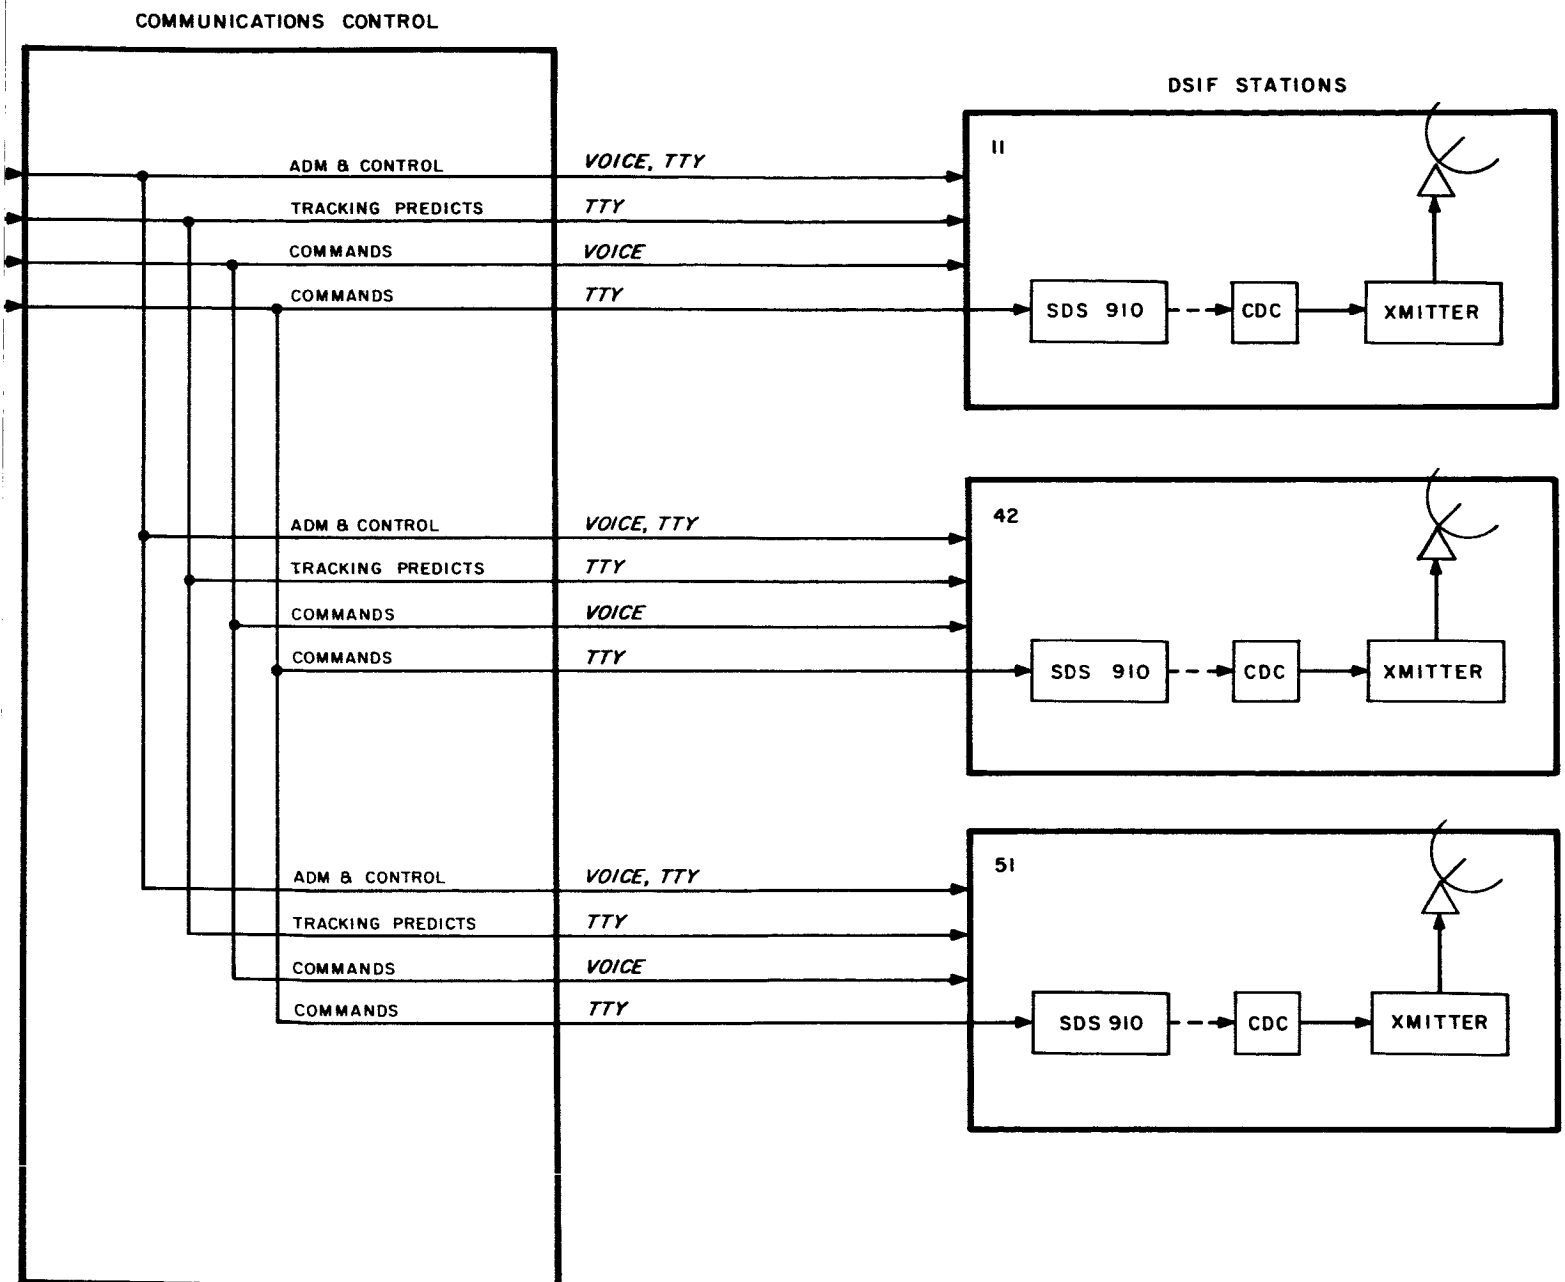 COMMUNICATIONS CONTROL
DSIF STATIONS
11
ADM & CONTROL VOICE, TTY
TRACKING PREDICTS TTY
COMMANDS VOICE
COMMANDS TTY
SDS 910 CDC XMITTER
42
ADM & CONTROL VOICE, TTY
TRACKING PREDICTS TTY
COMMANDS VOICE
COMMANDS TTY
SDS 910 CDC XMITTER
51
ADM & CONTROL VOICE, TTY
TRACKING PREDICTS TTY
COMMANDS VOICE
COMMANDS TTY
SDS 910 CDC XMITTER